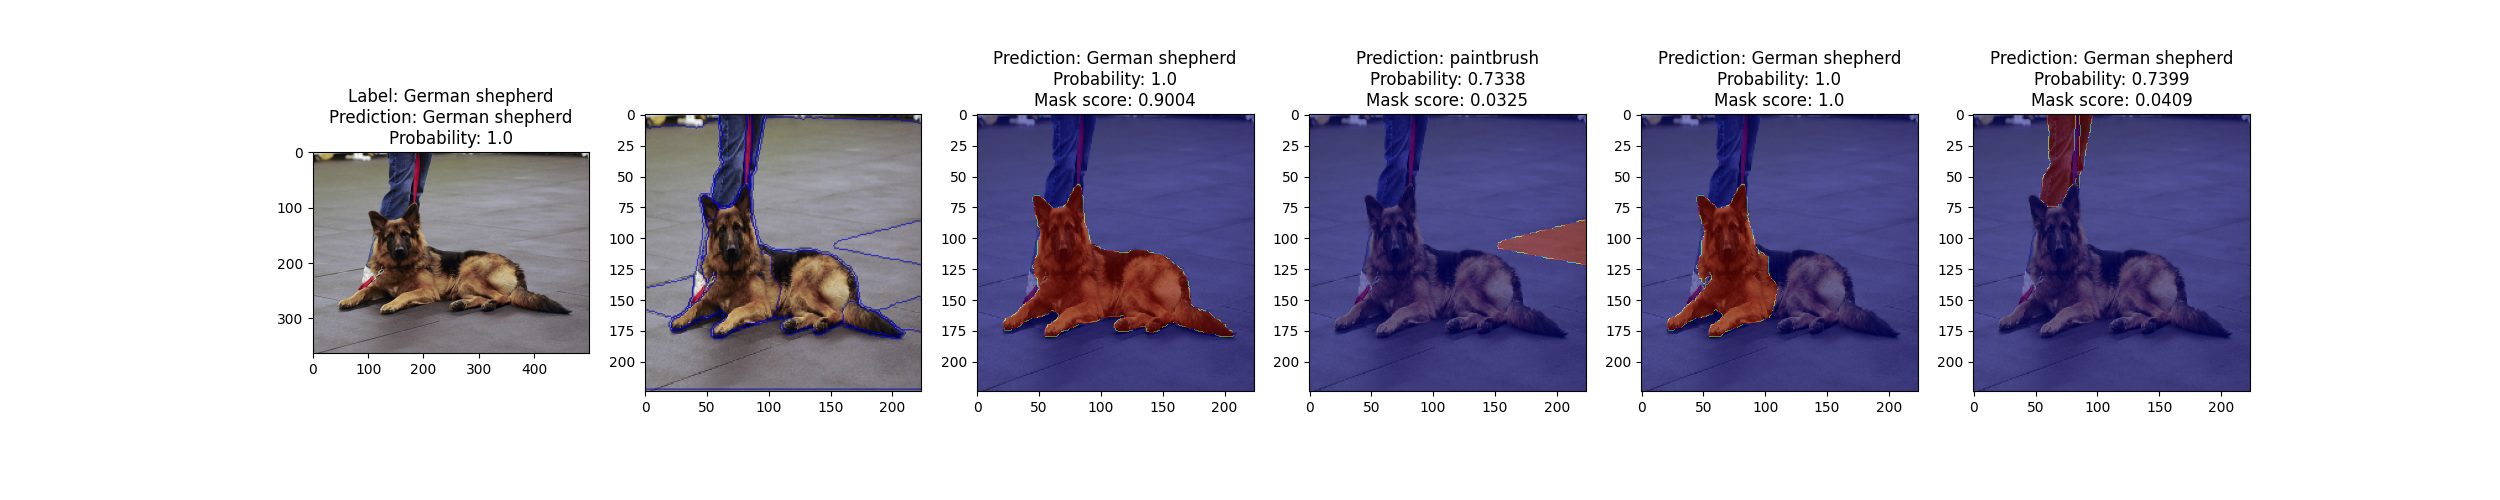 Label: German shepherd
Prediction: German shepherd
Probability: 1.0
0
100
200
300
0 100 200 300 400
0
25
50
75
100
125
150
175
200
0 50 100 150 200
Prediction: German shepherd
Probability: 1.0
Mask score: 0.9004
0
25
50
75
100
125
150
175
200
0 50 100 150 200
Prediction: paintbrush
Probability: 0.7338
Mask score: 0.0325
0
25
50
75
100
125
150
175
200
0 50 100 150 200
Prediction: German shepherd
Probability: 1.0
Mask score: 1.0
0
25
50
75
100
125
150
175
200
0 50 100 150 200
Prediction: German shepherd
Probability: 0.7399
Mask score: 0.0409
0
25
50
75
100
125
150
175
200
0 50 100 150 200